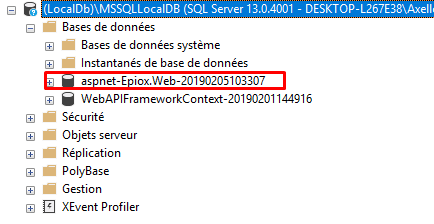 (LocalDb)\MSSQLLocalDB (SQL Server 13.0.4001 - DESKTOP-L267E38\Axelle
Bases de données
Bases de données système
Instantanés de base de données
aspnet-Epiox.Web-20190205103307
WebAPIFrameworkContext-20190201144916
Sécurité
Objets serveur
Réplication
PolyBase
Gestion
XEvent Profiler